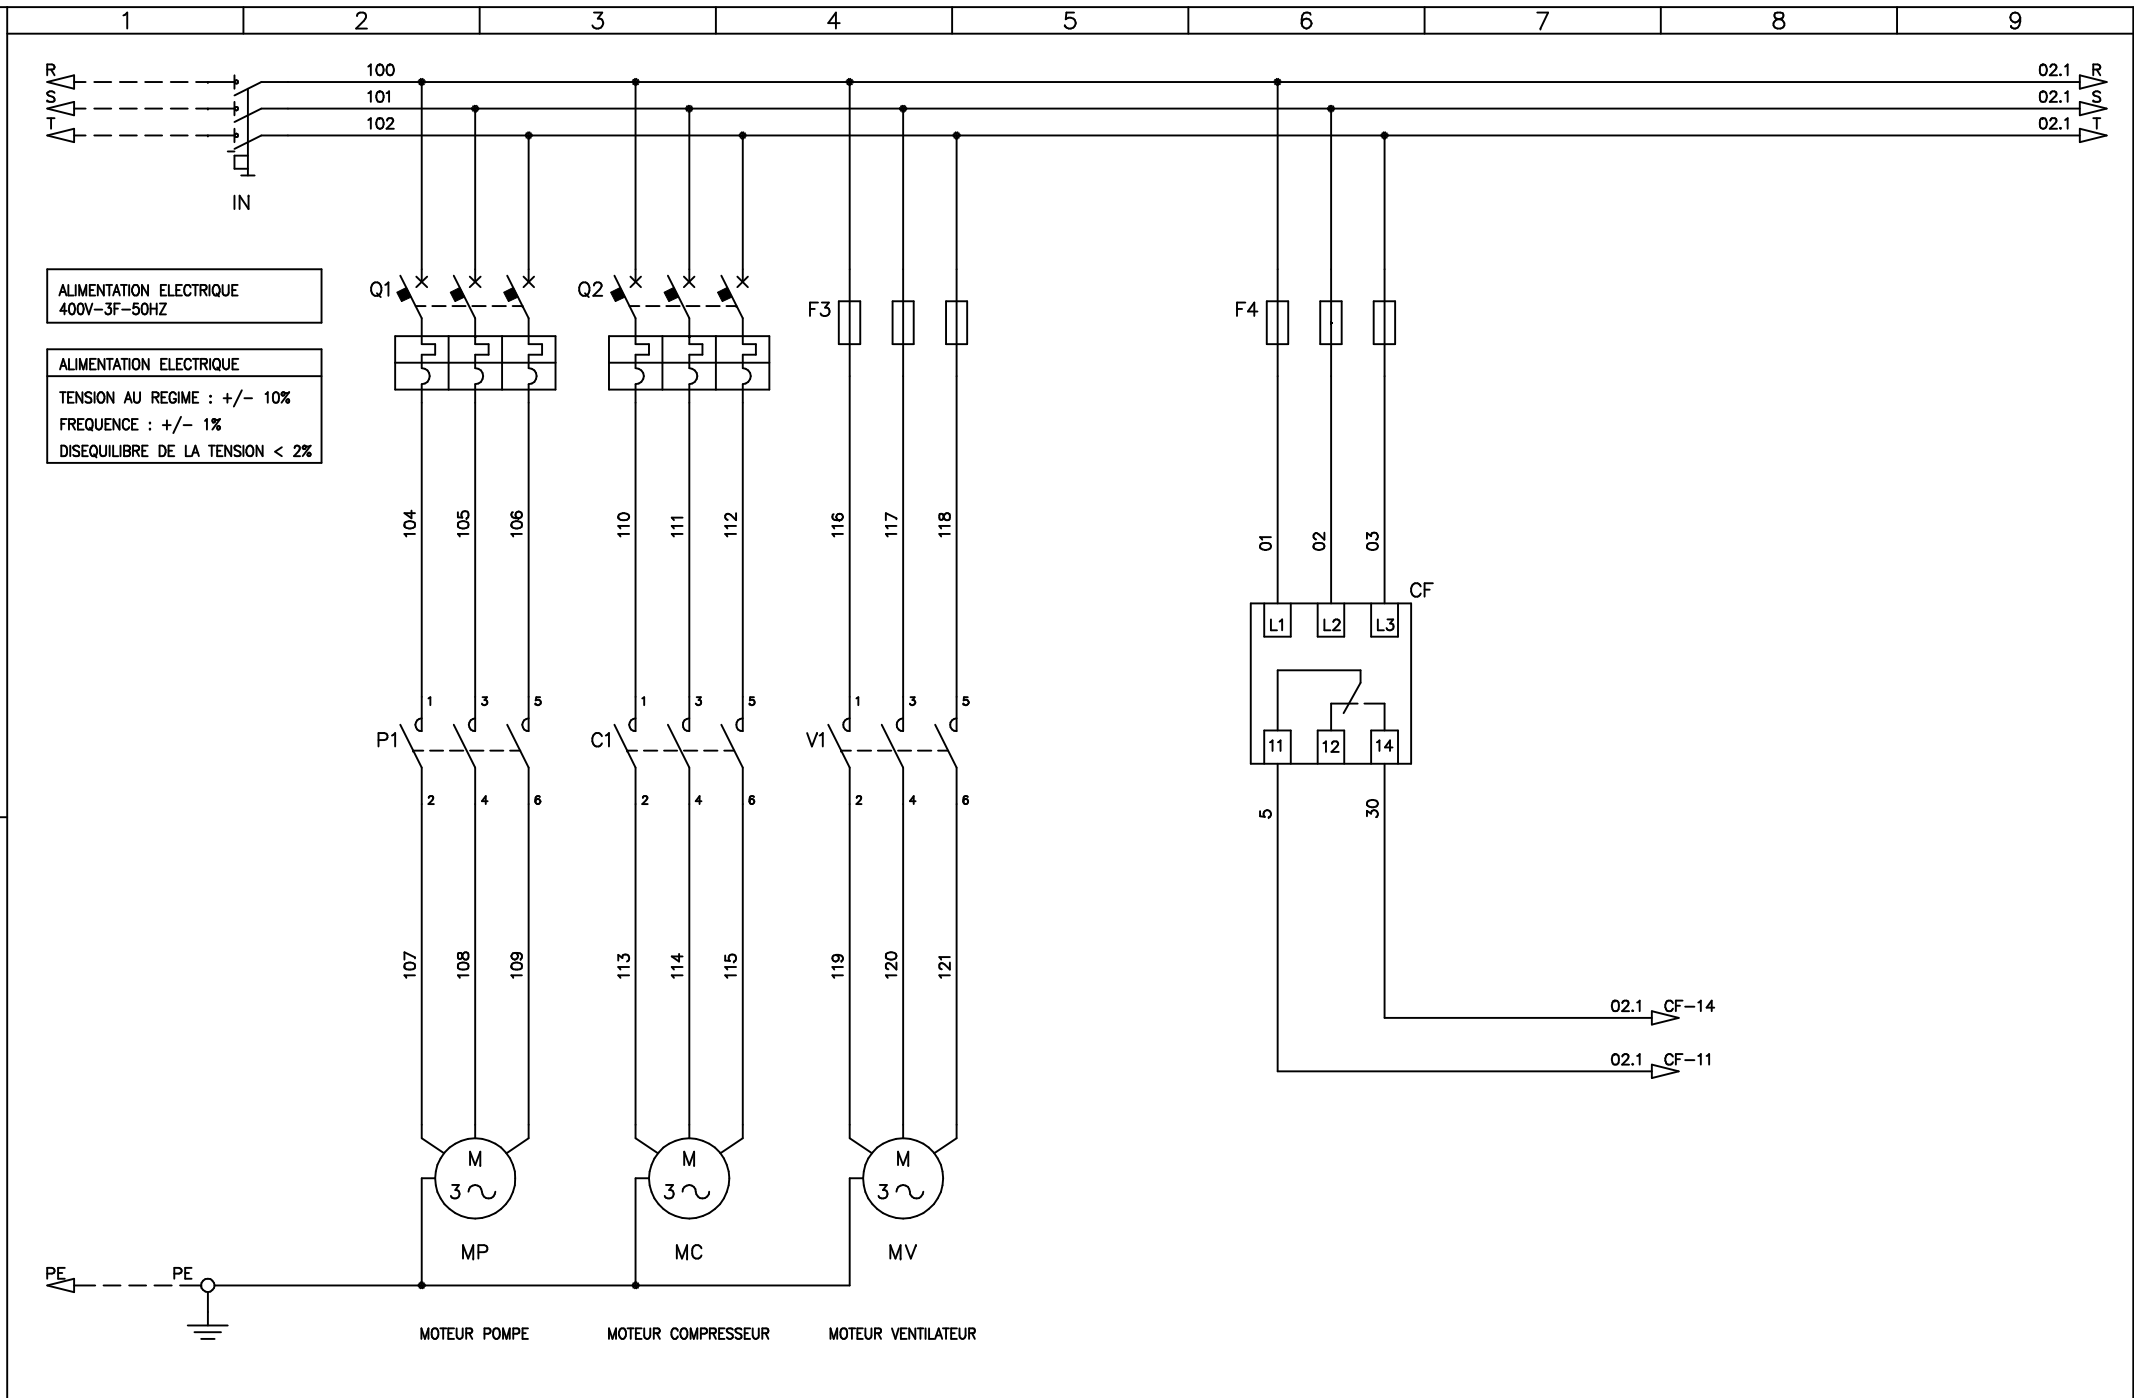 1 2 3 4 5 6 7 8 9
R 100 02.1 R
S 101 02.1 S
T 102 02.1 T
IN
ALIMENTATION ELECTRIQUE
400V-3F-50HZ
ALIMENTATION ELECTRIQUE
TENSION AU REGIME : +/- 10%
FREQUENCE : +/- 1%
DISEQUILIBRE DE LA TENSION < 2%
Q1 Q2 F3 F4
104 105 106 110 111 112 116 117 118 01 02 03
CF
L1 L2 L3
1 3 5 1 3 5 1 3 5
P1 C1 V1
11 12 14
2 4 6 2 4 6 2 4 6
5 30
107 108 109 113 114 115 119 120 121
02.1 CF-14
02.1 CF-11
M M M
3 3 3
MP MC MV
PE PE
MOTEUR POMPE MOTEUR COMPRESSEUR MOTEUR VENTILATEUR